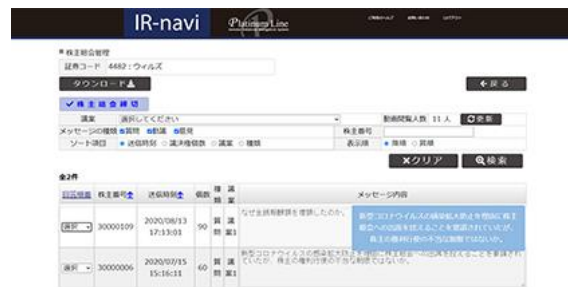 IR-navi Platinum Line
株主総会管理
証券コード 4482：ウィルズ
ダウンロード
戻る
株主総会締切
議案 選択してください 動画閲覧人数 11 人 更新
メッセージの種類 質問 動議 意見 株主番号
ソート項目 送信時刻 議決権個数 議案 種類 表示順 降順 昇順
クリア 検索
全2件
回答順番 株主番号 送信時刻 個数 種類 議案 メッセージ内容
選択 30000109 2020/08/13 17:13:01 90 質問 議案1 なぜ金銭報酬額を増額したのか。
新型コロナウイルスの感染拡大防止を理由に株主
総会への出席を控えることを要請されていたが、
株主の権利行使の不当な制限ではないか。
選択 30000006 2020/07/15 15:16:11 60 質問 議案1 新型コロナウイルスの感染拡大防止を理由に株主総会への出席を控えることを要請され
ていたが、株主の権利行使の不当な制限ではないか。